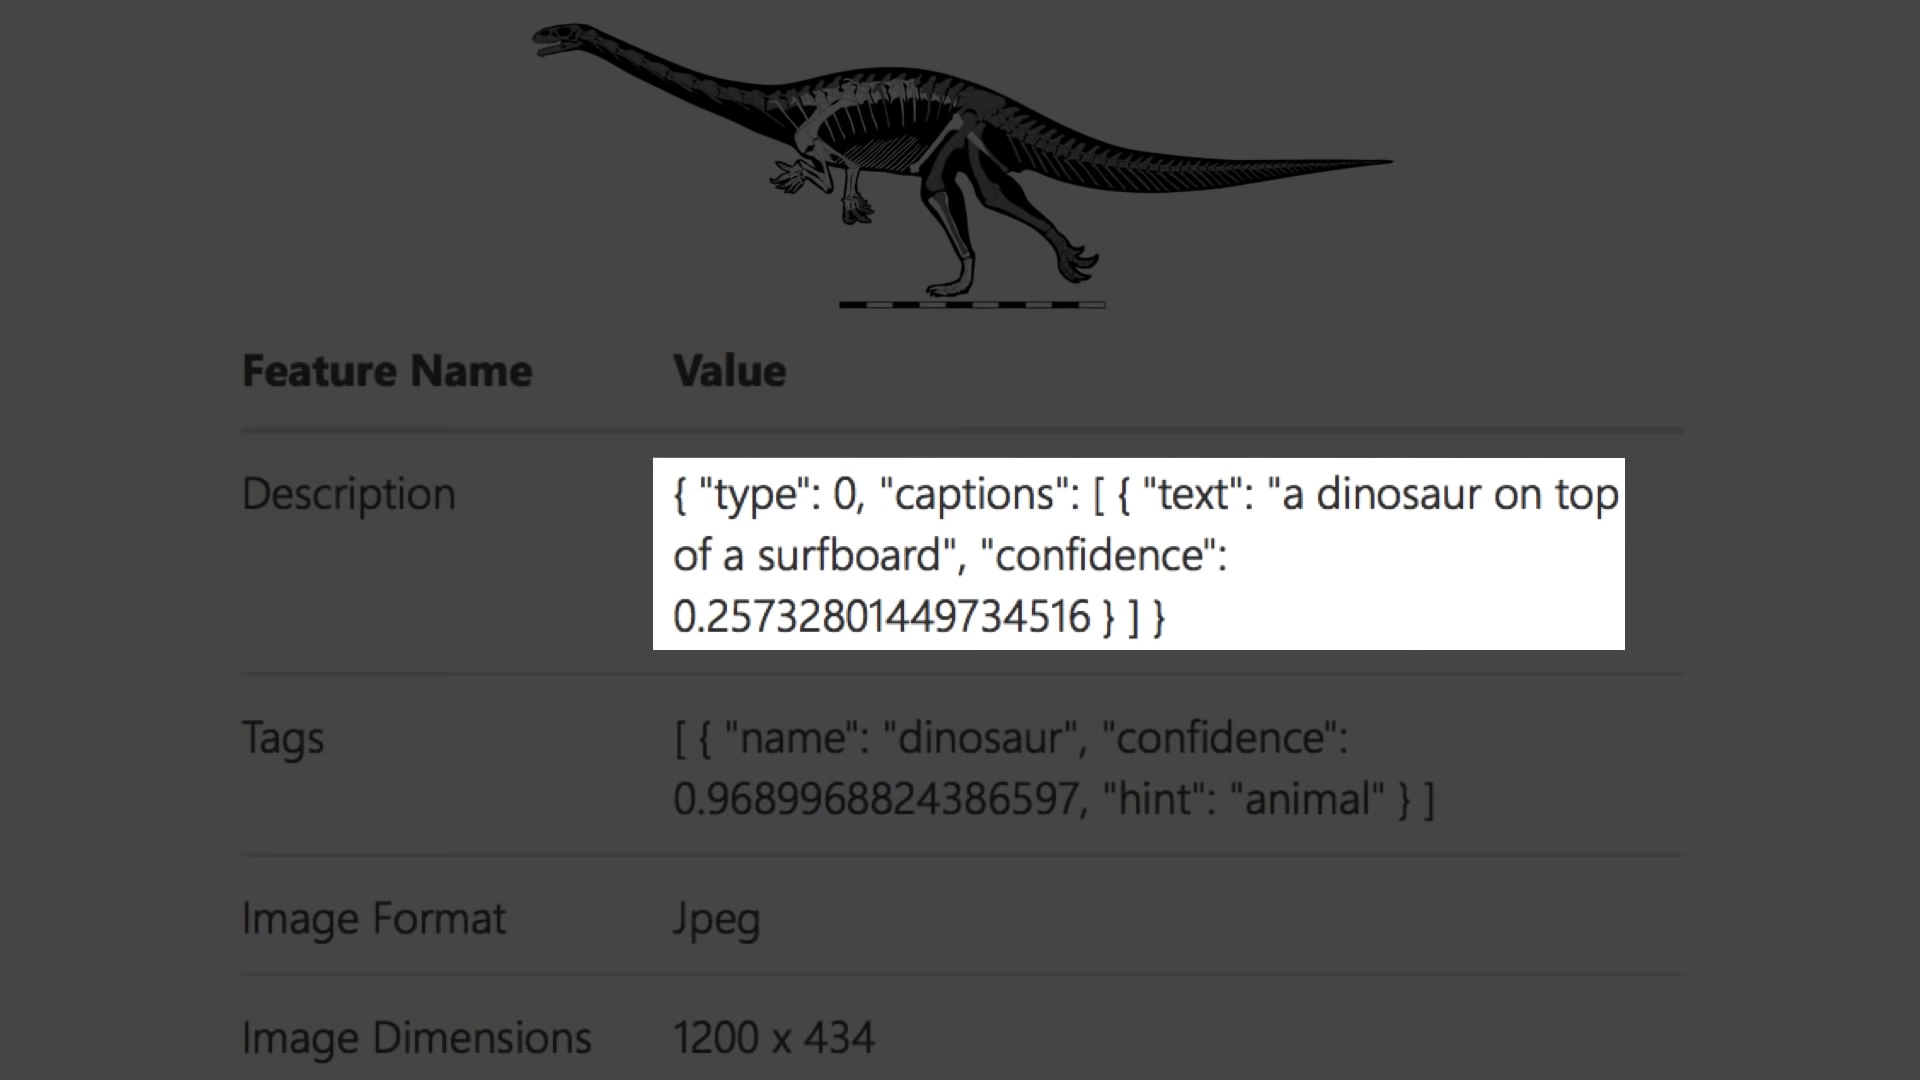 Feature Name Value
Description { "type": 0, "captions": [ { "text": "a dinosaur on top
of a surfboard", "confidence":
0.25732801449734516 } ] }
Tags [ { "name": "dinosaur", "confidence":
0.9689968824386597, "hint": "animal" } ]
Image Format Jpeg
Image Dimensions 1200 x 434